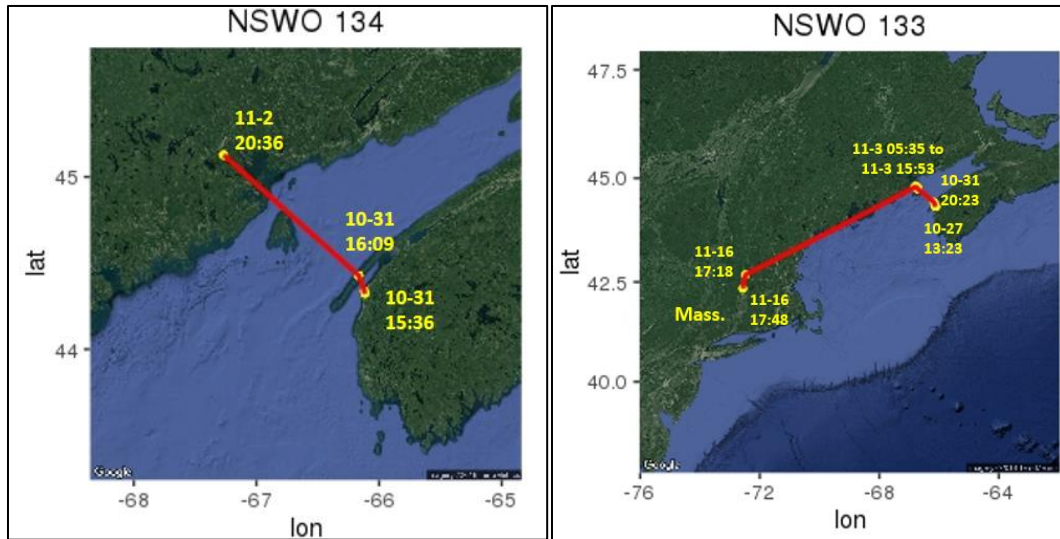 NSWO 134
11-2
20:36
10-31
16:09
10-31
15:36
45
44
lat
-68
-67
-66
-65
lon
Google
NSWO 133
11-3 05:35 to
11-3 15:53
10-31
20:23
10-27
13:23
11-16
17:18
11-16
17:48
Mass.
47.5
45.0
42.5
40.0
lat
-76
-72
-68
-64
lon
Google